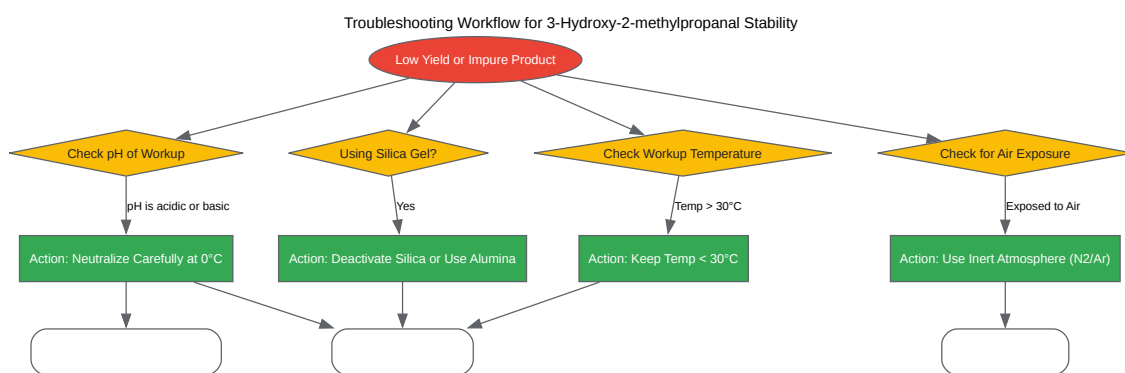 Troubleshooting Workflow for 3-Hydroxy-2-methylpropanal Stability
Low Yield or Impure Product
Check pH of Workup
Using Silica Gel?
Check Workup Temperature
Check for Air Exposure
pH is acidic or basic
Yes
Temp > 30°C
Exposed to Air
Action: Neutralize Carefully at 0°C
Action: Deactivate Silica or Use Alumina
Action: Keep Temp < 30°C
Action: Use Inert Atmosphere (N2/Ar)